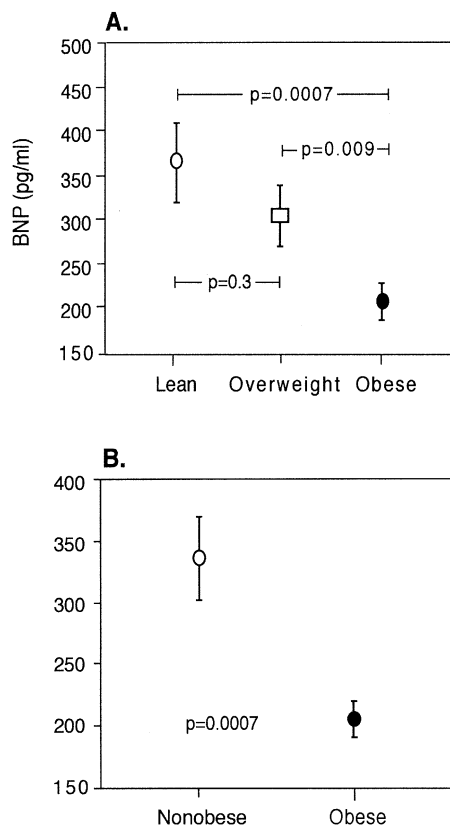 A.
500
450
400
350
300
250
200
150
BNP (pg/ml)
p=0.0007
p=0.009
p=0.3
Lean Overweight Obese
B.
400
350
300
250
200
150
p=0.0007
Nonobese Obese